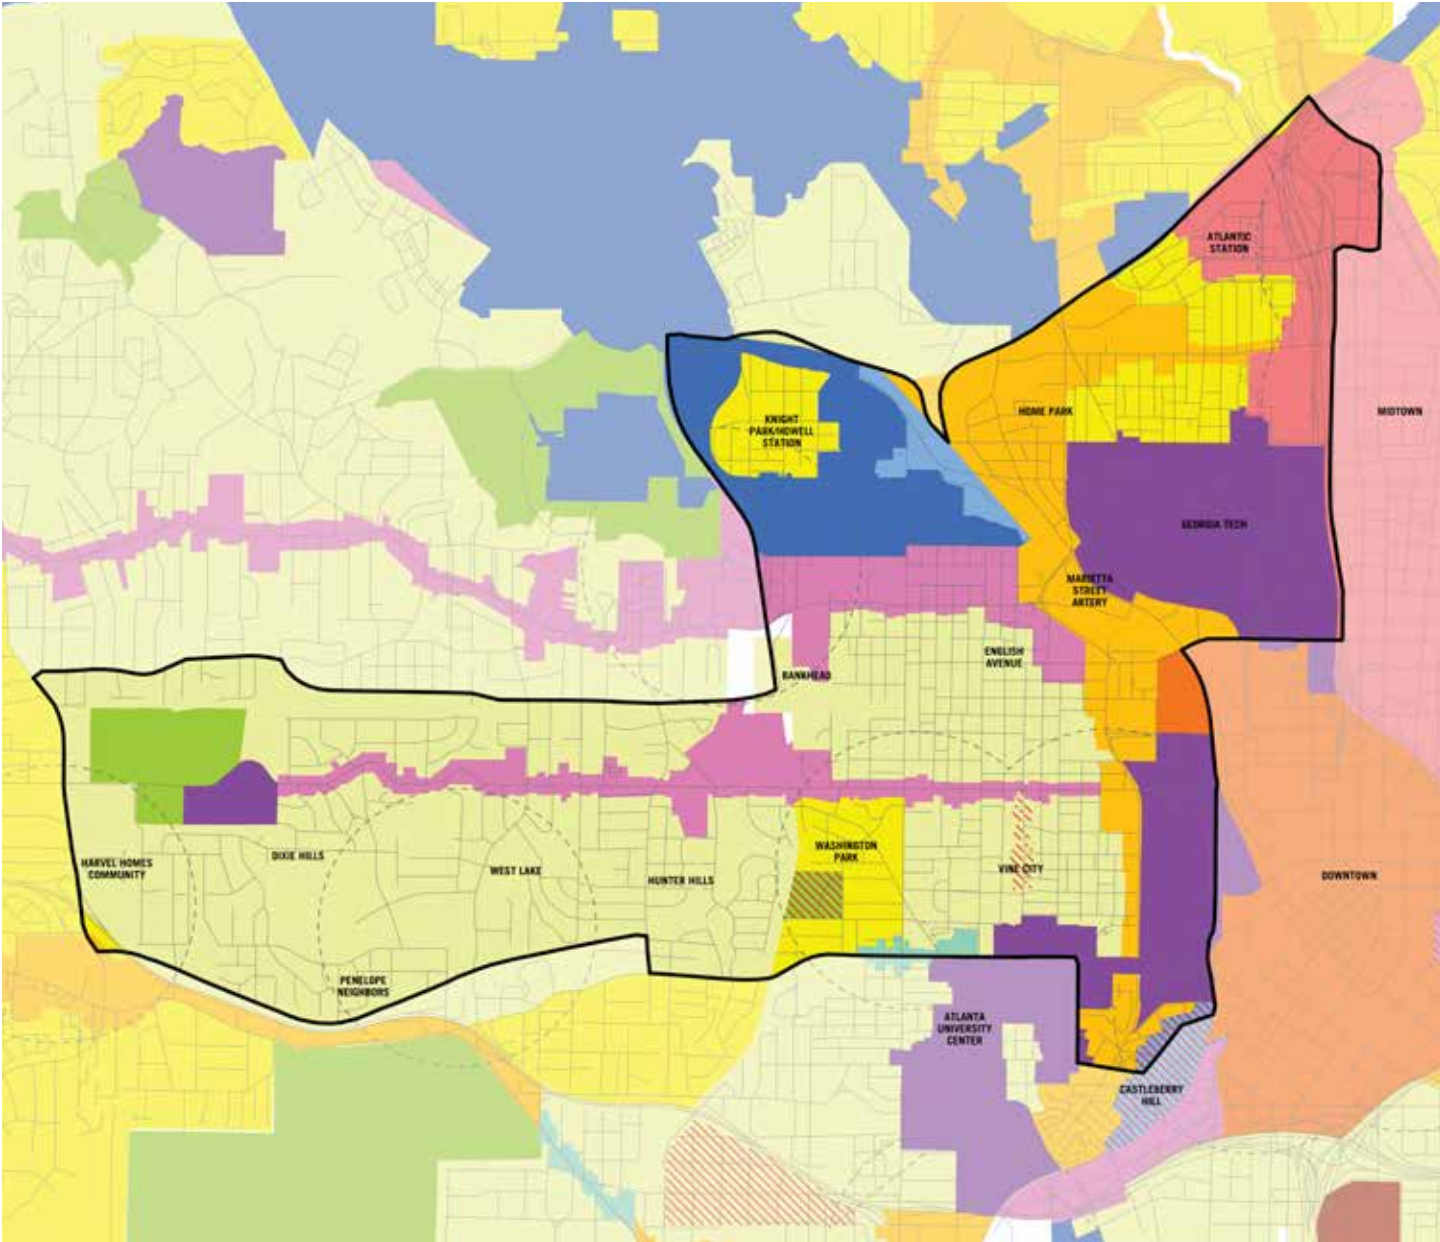 ATLANTIC
STATION
KNIGHT
PARK/HOWELL
STATION
HOME PARK
MIDTOWN
GEORGIA TECH
MARIETTA
STREET
ARTERY
ENGLISH
AVENUE
BANKHEAD
HARVEL HOMES
COMMUNITY
DIXIE HILLS
WEST LAKE
HUNTER HILLS
WASHINGTON
PARK
VINE CITY
DOWNTOWN
PENELOPE
NEIGHBORS
ATLANTA
UNIVERSITY
CENTER
CASTLEBERRY
HILL